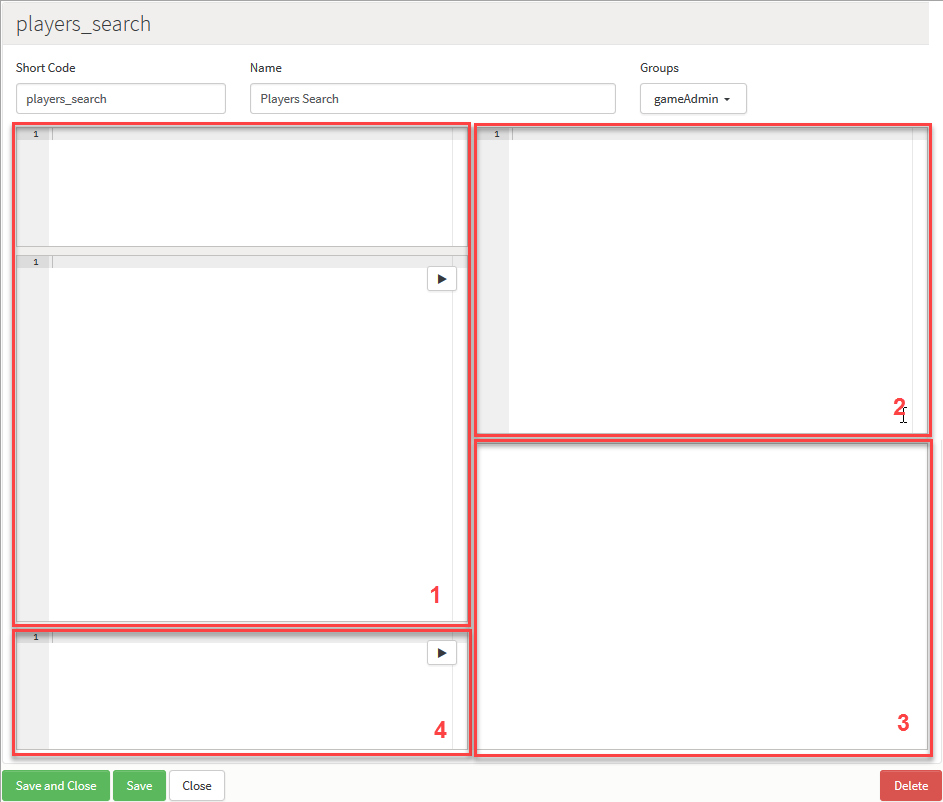 players_search
Short Code Name Groups
players_search Players Search gameAdmin
1 1
1
2
1
1
4 3
Save and Close Save Close Delete